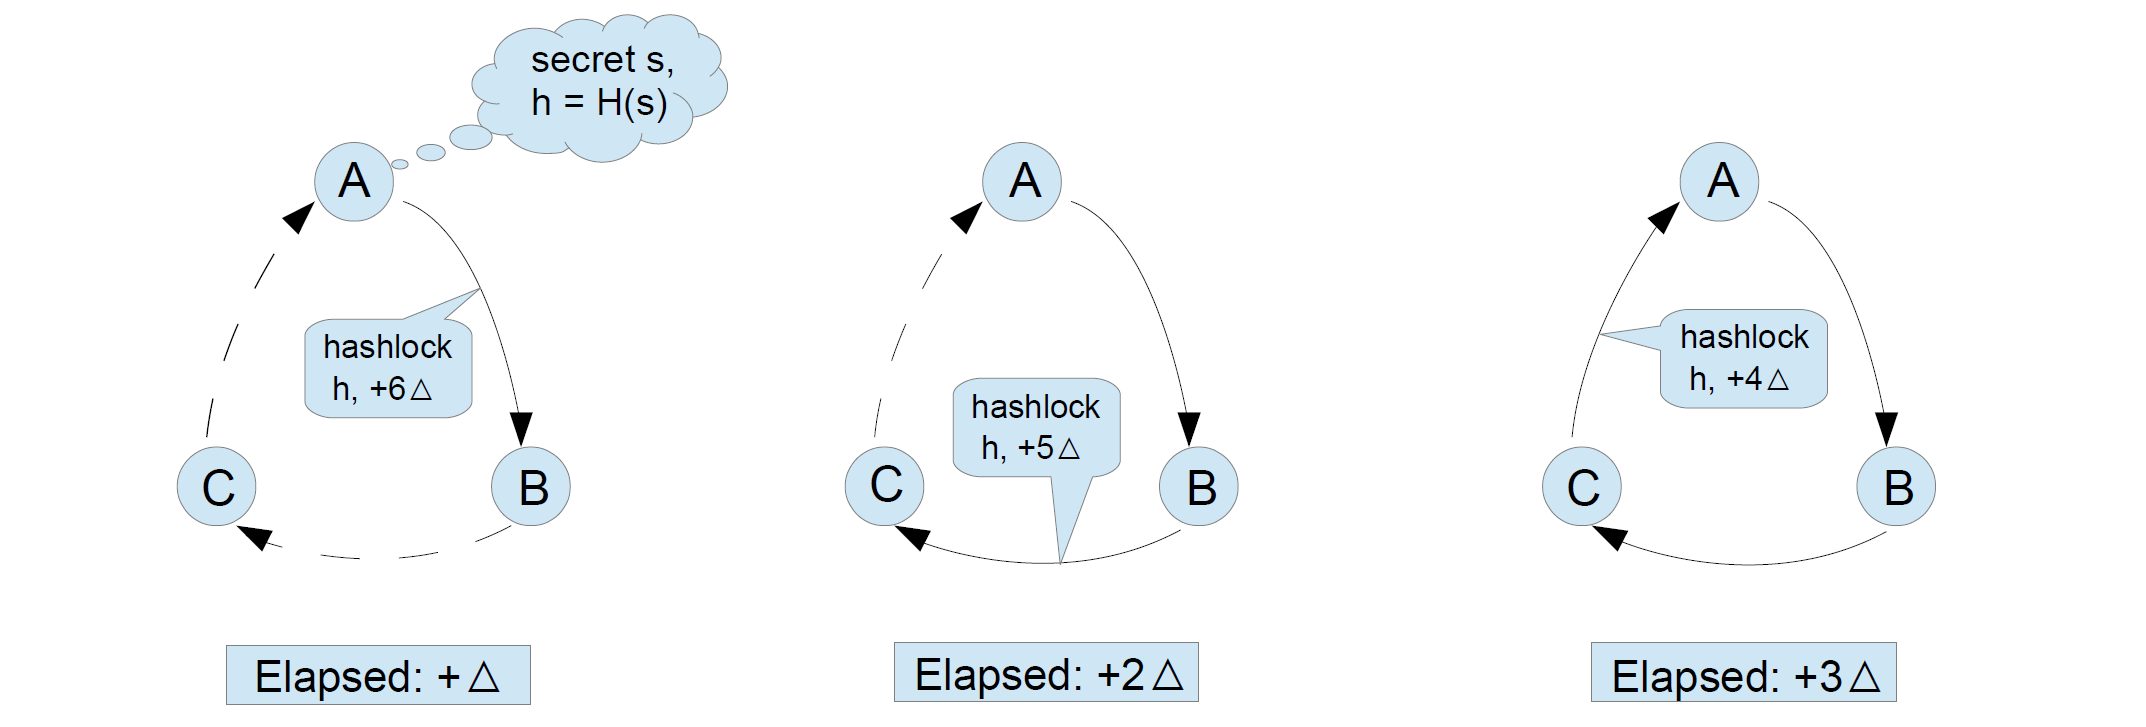 secret s,
h = H(s)
A
hashlock
h, +6△
C
B
Elapsed: +△
A
hashlock
h, +5△
C
B
Elapsed: +2△
A
hashlock
h, +4△
C
B
Elapsed: +3△